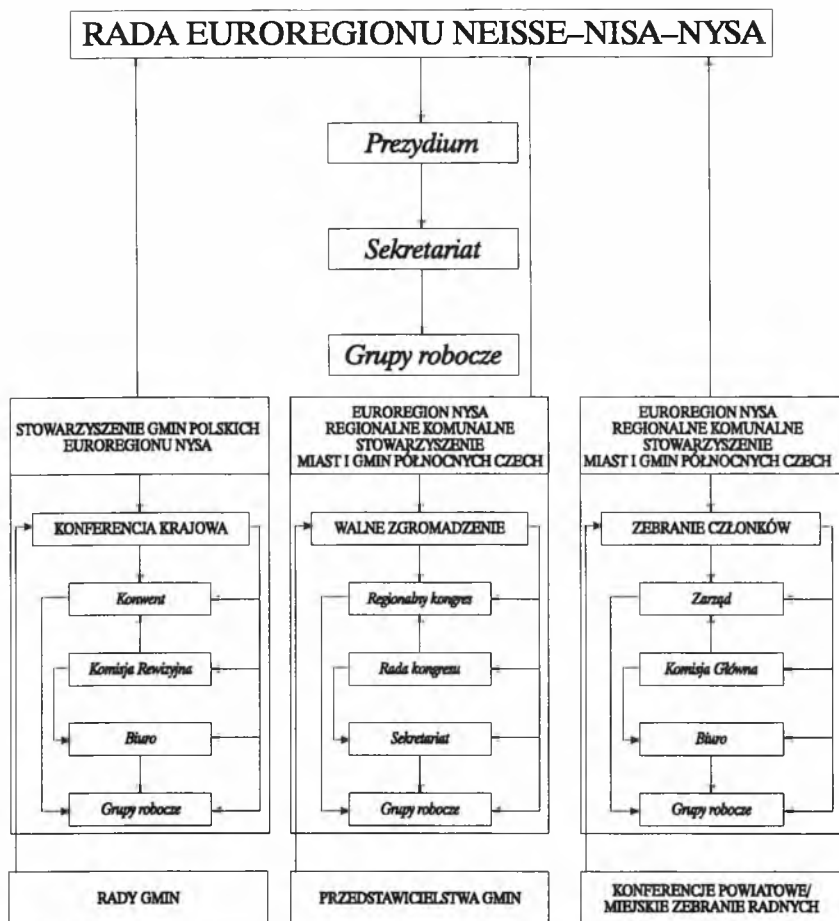 RADA EUROREGIONU NEISSE–NISA–NYSA
Prezydium
Sekretariat
Grupy robocze
STOWARZYSZENIE GMIN POLSKICH
EUROREGIONU NYSA
KONFERENCJA KRAJOWA
Konwent
Komisja Rewizyjna
Biuro
Grupy robocze
RADY GMIN
EUROREGION NYSA
REGIONALNE KOMUNALNE
STOWARZYSZENIE
MIAST I GMIN PÓŁNOCNYCH CZECH
WALNE ZGROMADZENIE
Regionalny kongres
Rada kongresu
Sekretariat
Grupy robocze
PRZEDSTAWICIELSTWA GMIN
EUROREGION NYSA
REGIONALNE KOMUNALNE
STOWARZYSZENIE
MIAST I GMIN PÓŁNOCNYCH CZECH
ZEBRANIE CZŁONKÓW
Zarząd
Komisja Główna
Biuro
Grupy robocze
KONFERENCJE POWIATOWE/
MIEJSKIE ZEBRANIE RADNYCH